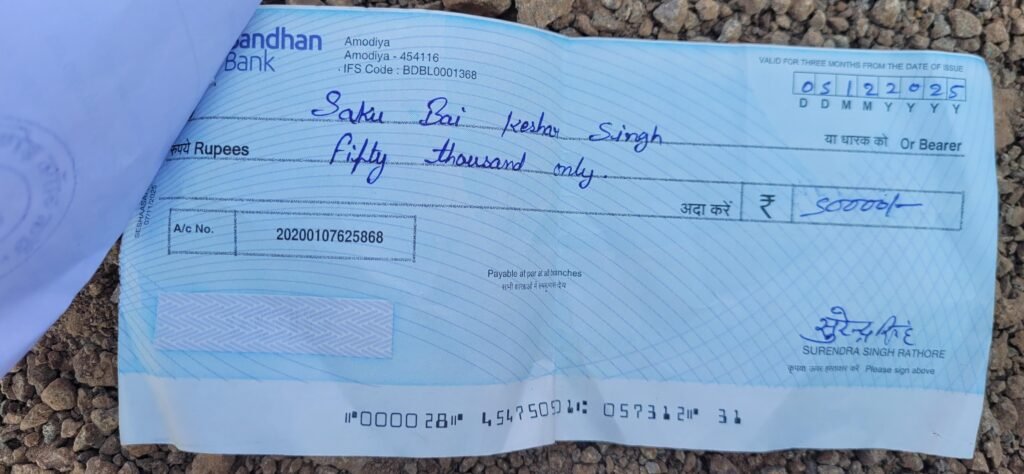 andhan
Bank
Amodiya
Amodiya - 454116
IFS Code : BDBL0001368
VALID FOR THREE MONTHS FROM THE DATE OF ISSUE
05122025
D D M M Y Y Y Y
Saku Bai Keshar Singh
या धारक को Or Bearer
रूपये Rupees Fifty thousand only.
अदा करें ₹ 50000/-
A/c No. 20200107625868
Payable at par at all branches
सुरेन्द्र सिंह
SURENDRA SINGH RATHORE
Please sign above
⑈000028⑈ 454750501⑆ 057312⑈ 31